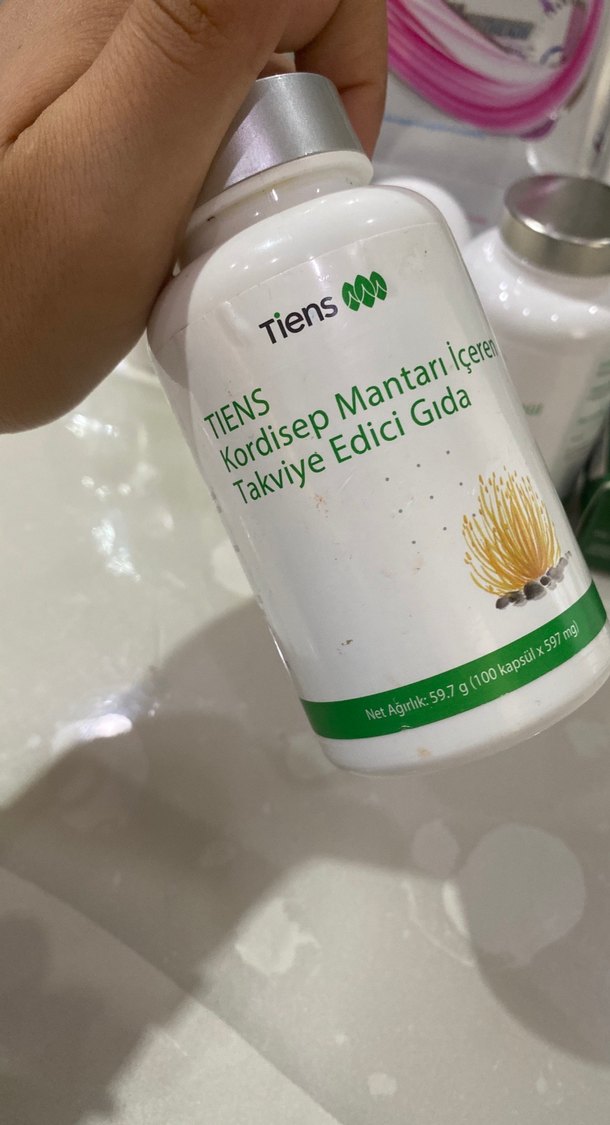 Tiens
TIENS
Kordisep Mantarı İçeren
Takviye Edici Gıda
Net Ağırlık: 59.7 g (100 kapsül x 597 mg)